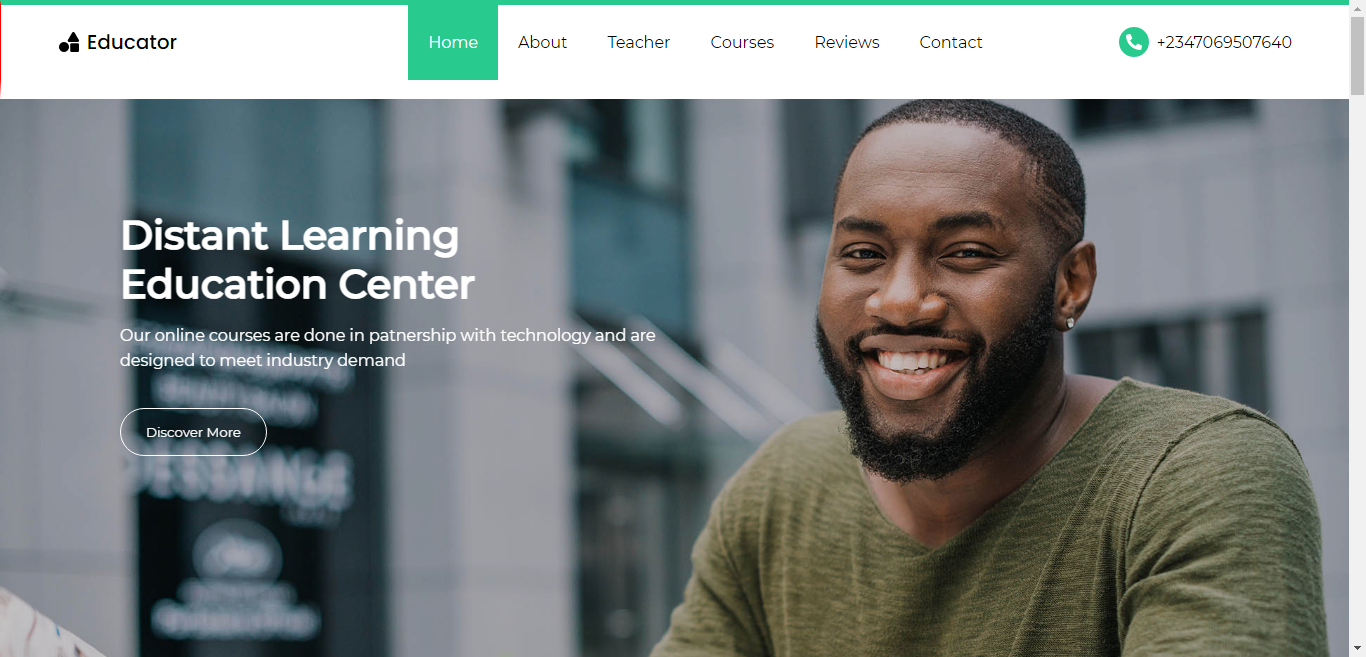 Educator
Home About Teacher Courses Reviews Contact
+2347069507640
Distant Learning
Education Center
Our online courses are done in patnership with technology and are
designed to meet industry demand
Discover More